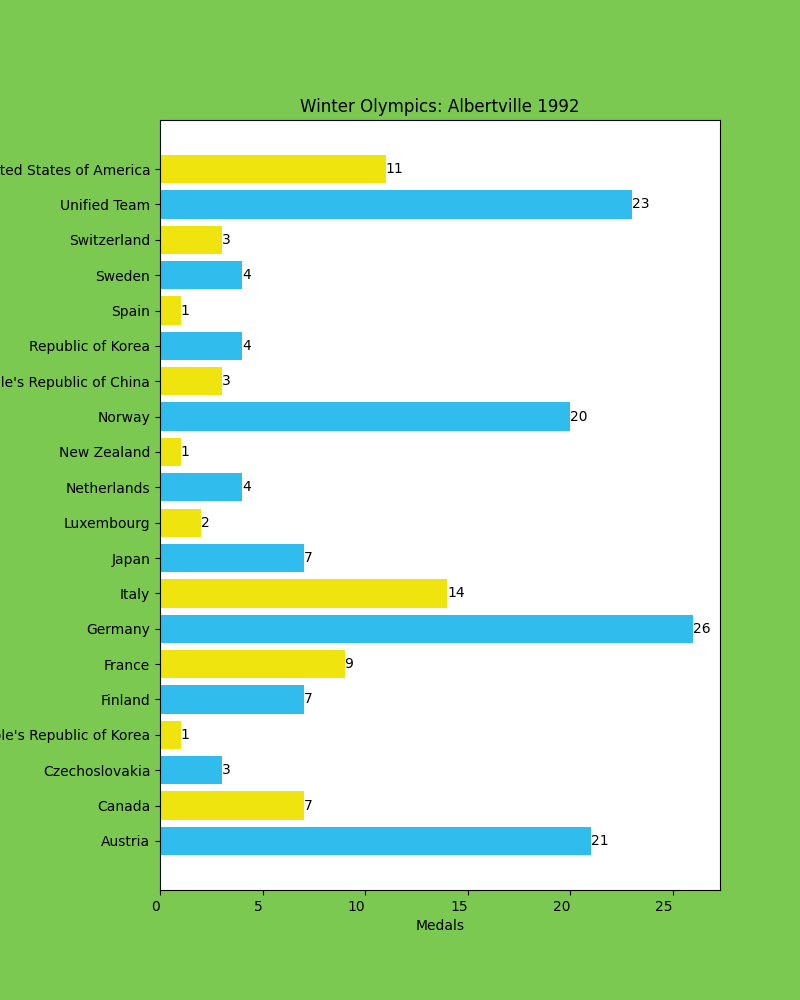 Winter Olympics: Albertville 1992
States of America 11
Unified Team 23
Switzerland 3
Sweden 4
Spain 1
Republic of Korea 4
Republic of China 3
Norway 20
New Zealand 1
Netherlands 4
Luxembourg 2
Japan 7
Italy 14
Germany 26
France 9
Finland 7
Republic of Korea 1
Czechoslovakia 3
Canada 7
Austria 21
0 5 10 15 20 25
Medals